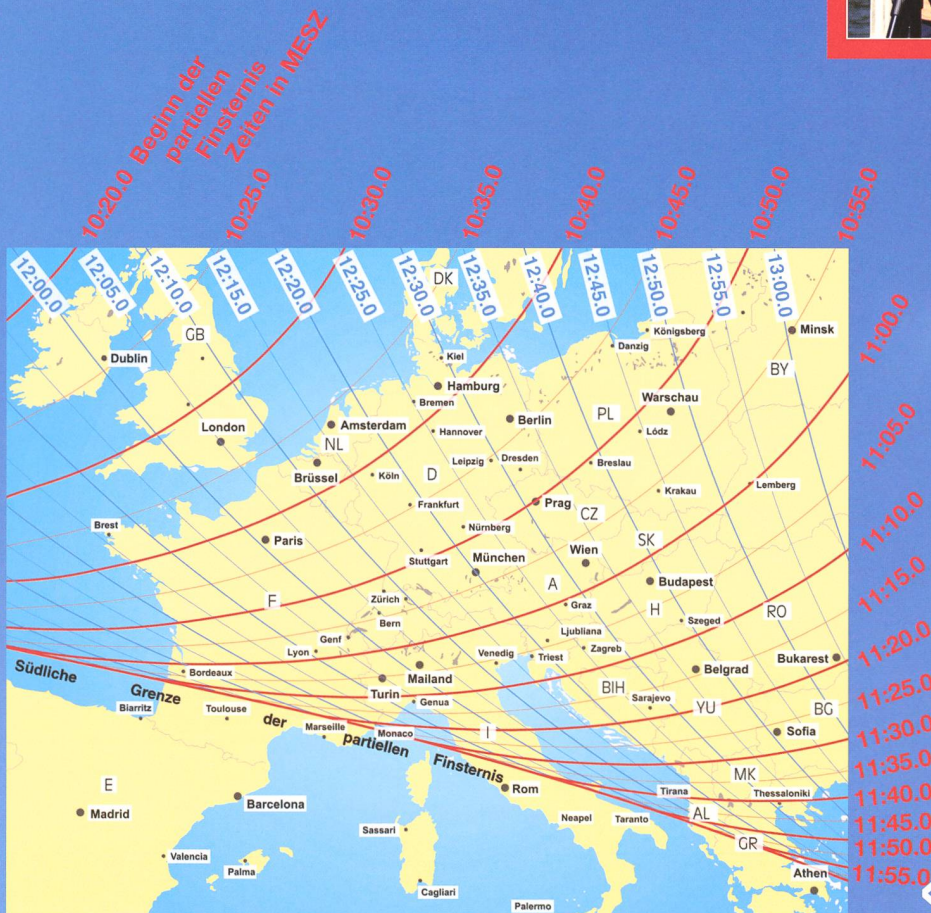 Beginn der
partiellen
Finsternis
Zeiten in MESZ
10:20.0
10:25.0
10:30.0
10:35.0
10:40.0
10:45.0
10:50.0
10:55.0
11:00.0
11:05.0
11:10.0
11:15.0
11:20.0
11:25.0
11:30.0
11:35.0
11:40.0
11:45.0
11:50.0
11:55.0
12:00.0
12:05.0
12:10.0
12:15.0
12:20.0
12:25.0
12:30.0
12:35.0
12:40.0
12:45.0
12:50.0
12:55.0
13:00.0
DK
GB
Dublin
Kiel
Königsberg
Danzig
Minsk
BY
Hamburg
Bremen
London
Amsterdam
NL
Hannover
Berlin
PL
Warschau
Lódz
Brüssel
Köln
D
Leipzig
Dresden
Breslau
Krakau
Lemberg
Frankfurt
Prag
CZ
Brest
Paris
Nürnberg
Stuttgart
München
Wien
SK
Budapest
F
Zürich
Bern
A
Graz
H
Szeged
RO
Genf
Lyon
Ljubliana
Zagreb
Venedig
Triest
Bukarest
Bordeaux
Mailand
Turin
Genua
Belgrad
BIH
Sarajevo
YU
BG
Sofia
Südliche Grenze der partiellen Finsternis
Biarritz
Toulouse
Marseille
Monaco
I
MK
Thessaloniki
Tirana
AL
GR
Athen
E
Madrid
Barcelona
Rom
Neapel
Taranto
Sassari
Valencia
Palma
Cagliari
Palermo